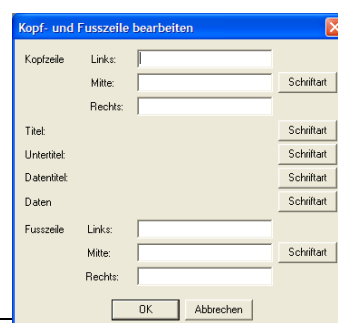 Kopf- und Fusszeile bearbeiten
Kopfzeile Links:
Mitte: Schriftart
Rechts:
Titel: Schriftart
Untertitel: Schriftart
Datentitel: Schriftart
Daten Schriftart
Fusszeile Links:
Mitte: Schriftart
Rechts:
OK Abbrechen